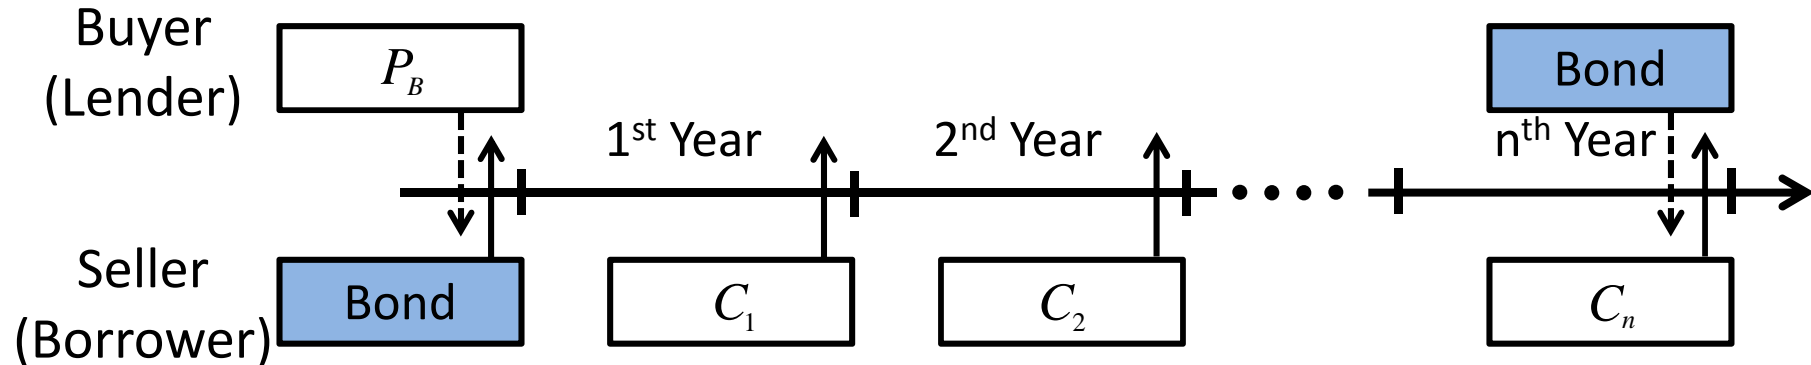 Buyer
(Lender)
P_B
Bond
1st Year
2nd Year
nth Year
Seller
(Borrower)
Bond
C_1
C_2
C_n